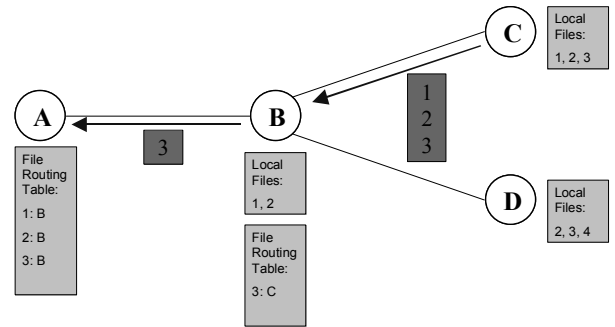 C
Local
Files:
1, 2, 3
1
2
3
A
B
3
File
Routing
Table:
1: B
2: B
3: B
Local
Files:
1, 2
File
Routing
Table:
3: C
D
Local
Files:
2, 3, 4